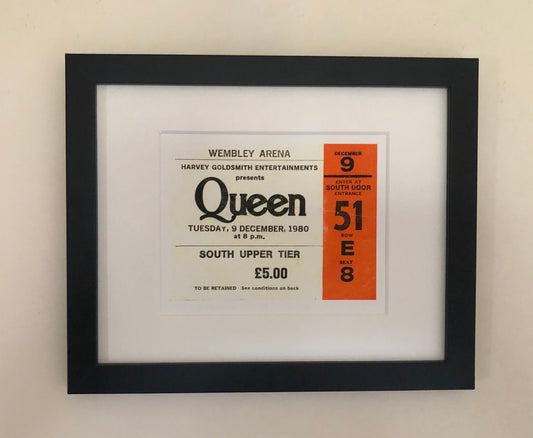 WEMBLEY ARENA
HARVEY GOLDSMITH ENTERTAINMENTS
presents
Queen
TUESDAY, 9 DECEMBER, 1980
at 8 p.m.
SOUTH UPPER TIER
£5.00
TO BE RETAINED See conditions on back
DECEMBER
9
ENTER AT
SOUTH DOOR
ENTRANCE
51
ROW
E
SEAT
8